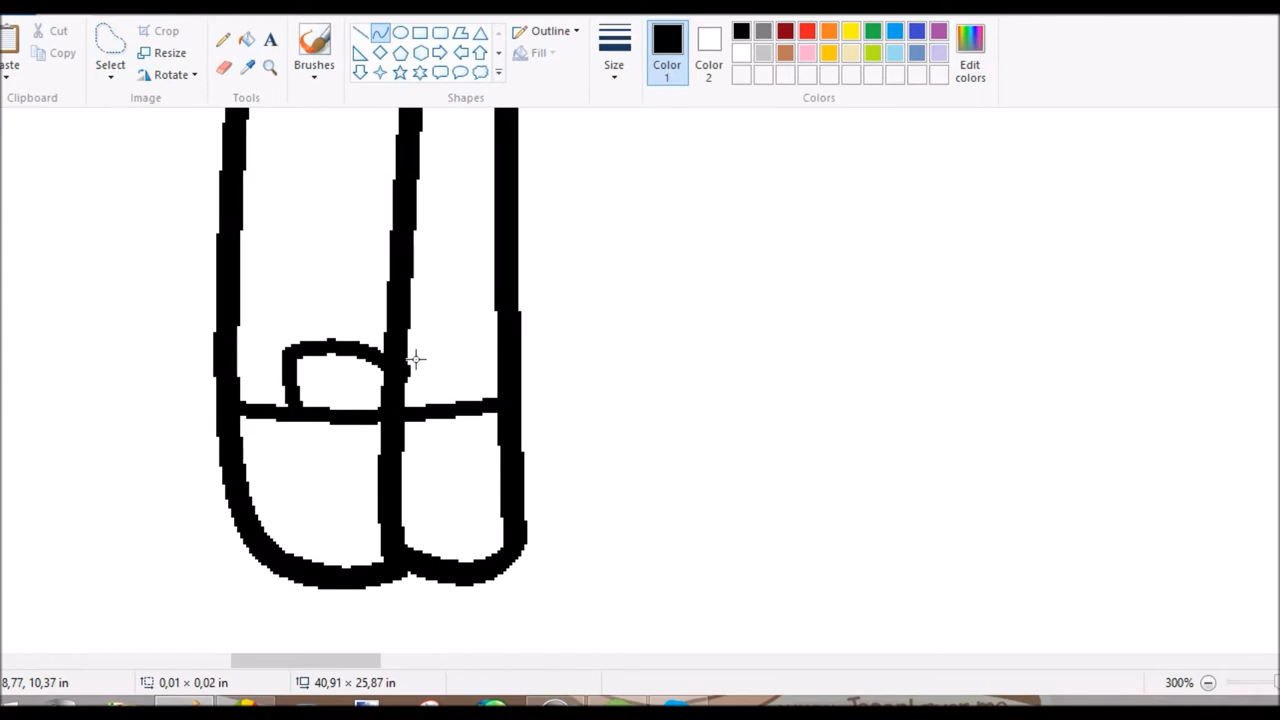 Cut
Copy
aste
Clipboard
Select
Crop
Resize
Rotate
Image
A
Tools
Brushes
Outline
Fill
Shapes
Size
Color 1
Color 2
Edit colors
Colors
8,77, 10,37 in
0,01 × 0,02 in
40,91 × 25,87 in
300%